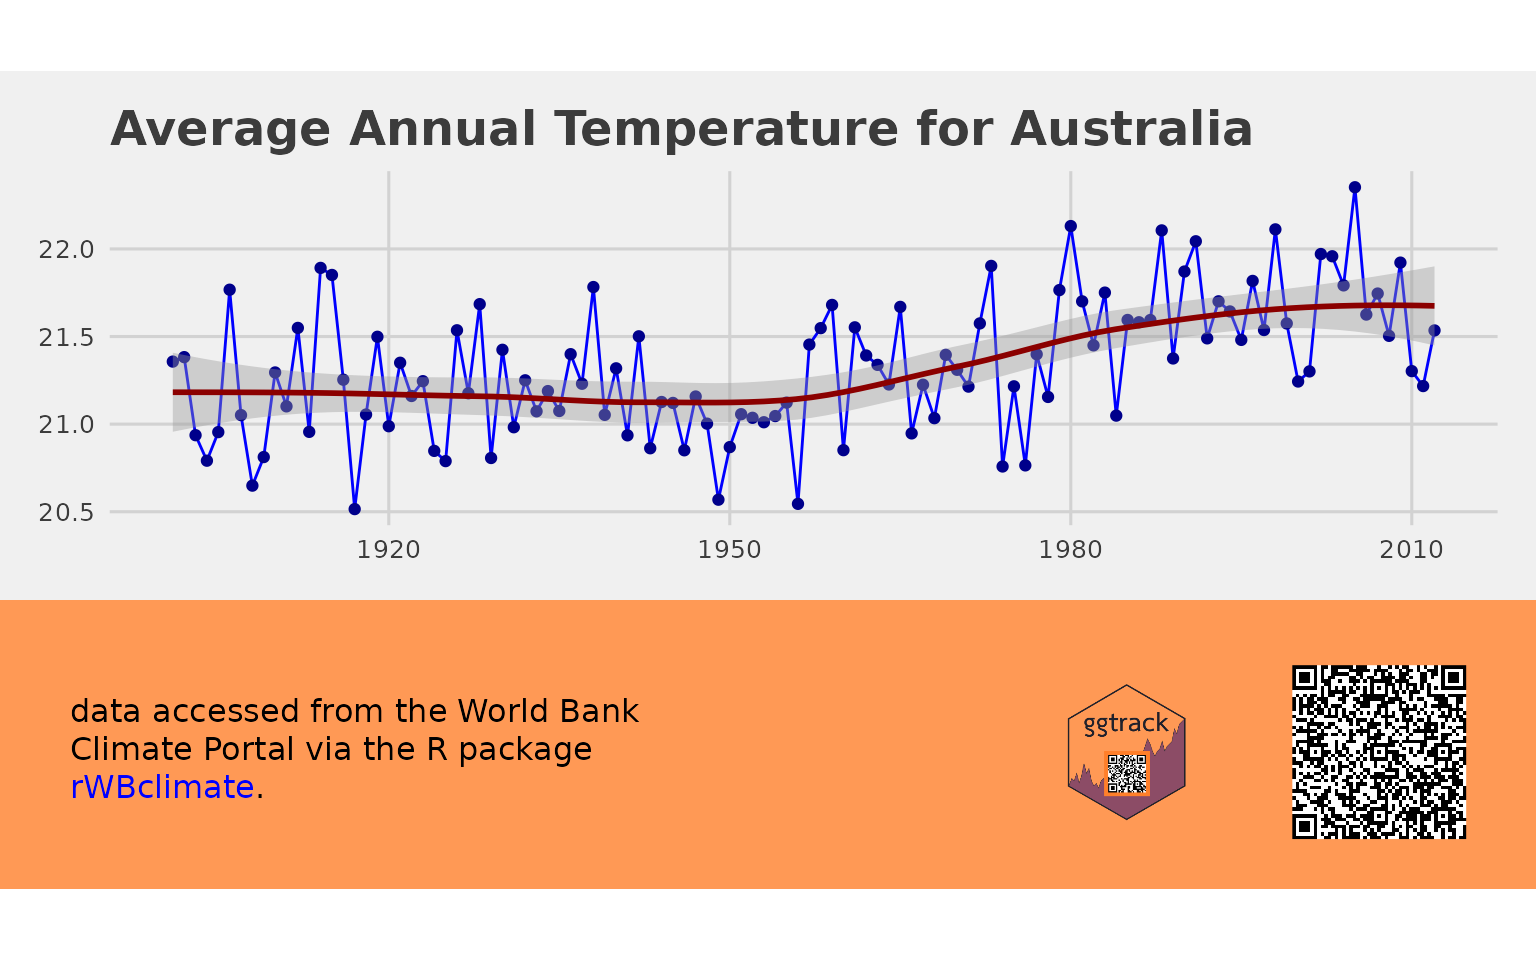 Average Annual Temperature for Australia
22.0
21.5
21.0
20.5
1920 1950 1980 2010
data accessed from the World Bank
Climate Portal via the R package
rWBclimate.
ggtrack